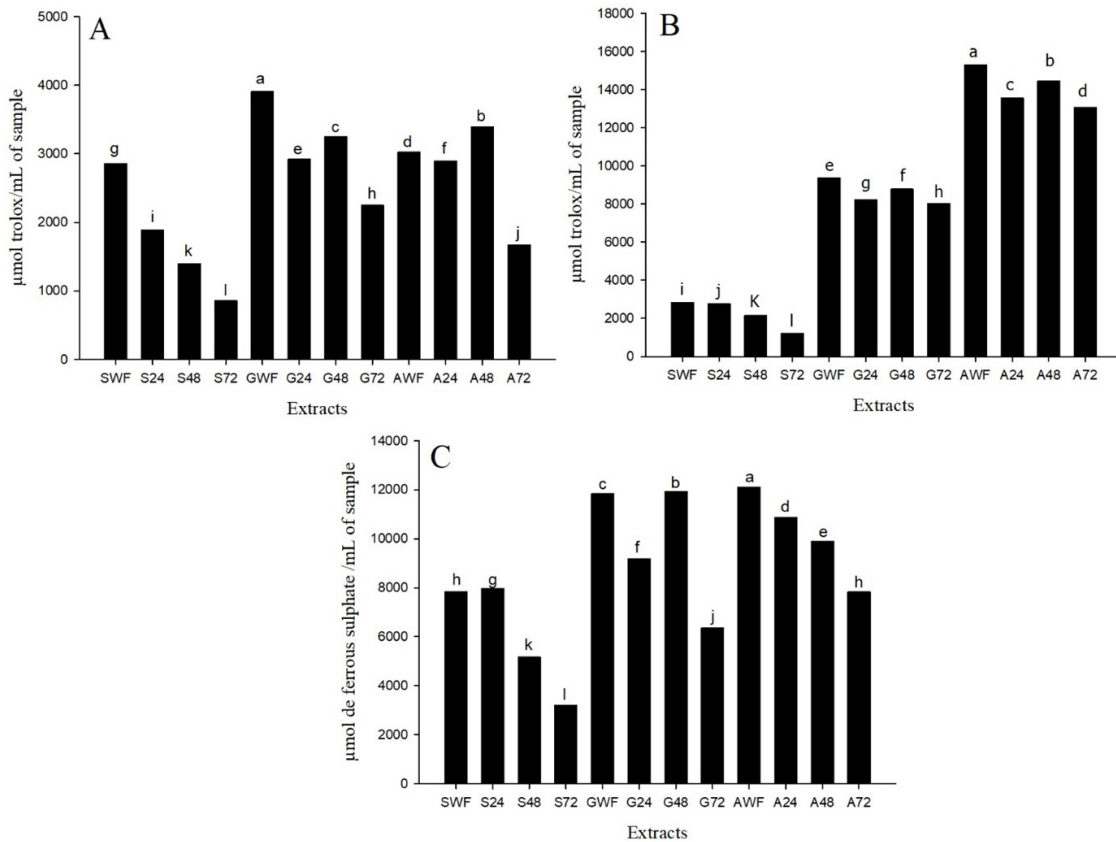 A
5000
4000
3000
2000
1000
0
µmol trolox/mL of sample
g
i
k
l
a
e
c
h
d
f
b
j
SWF S24 S48 S72 GWF G24 G48 G72 AWF A24 A48 A72
Extracts
B
18000
16000
14000
12000
10000
8000
6000
4000
2000
0
µmol trolox/mL of sample
i
j
K
l
e
g
f
h
a
c
b
d
SWF S24 S48 S72 GWF G24 G48 G72 AWF A24 A48 A72
Extracts
C
14000
12000
10000
8000
6000
4000
2000
0
µmol de ferrous sulphate /mL of sample
h
g
k
l
c
f
b
j
a
d
e
h
SWF S24 S48 S72 GWF G24 G48 G72 AWF A24 A48 A72
Extracts